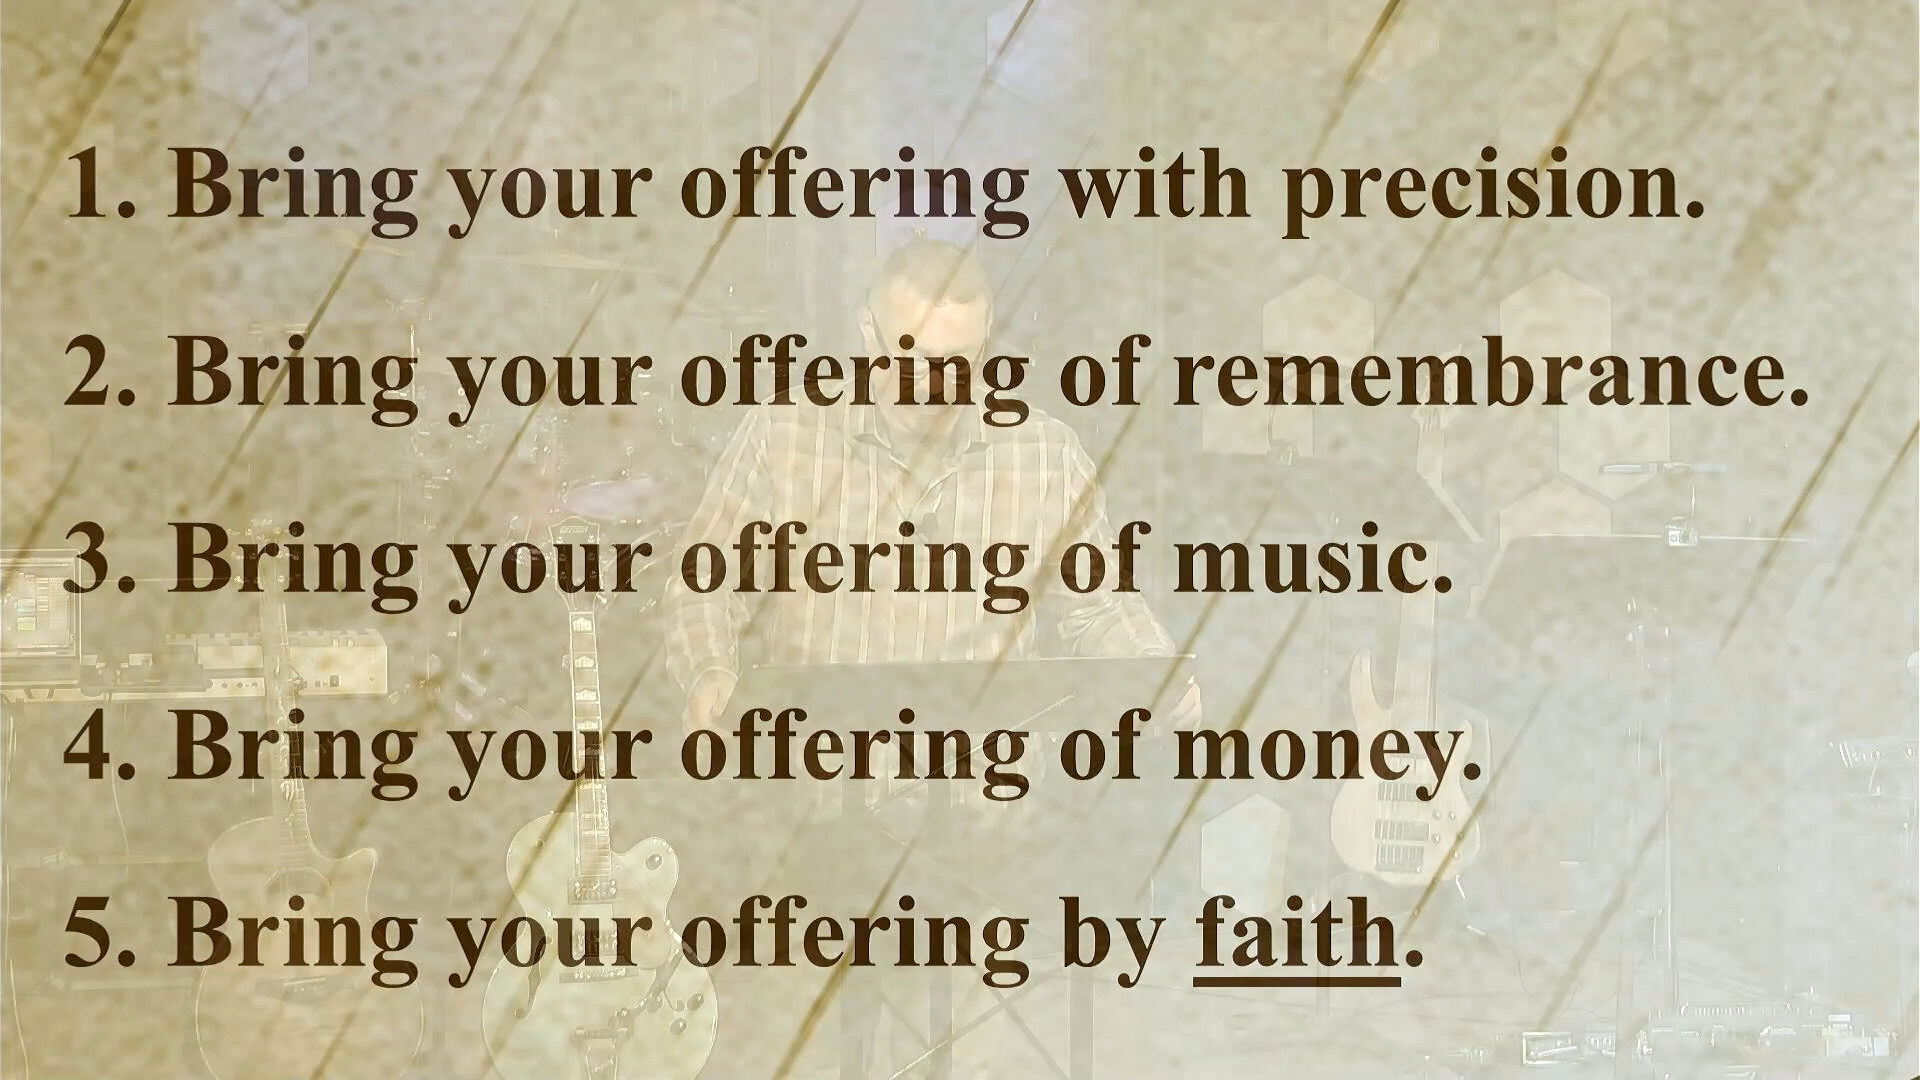 1. Bring your offering with precision.
2. Bring your offering of remembrance.
3. Bring your offering of music.
4. Bring your offering of money.
5. Bring your offering by faith.